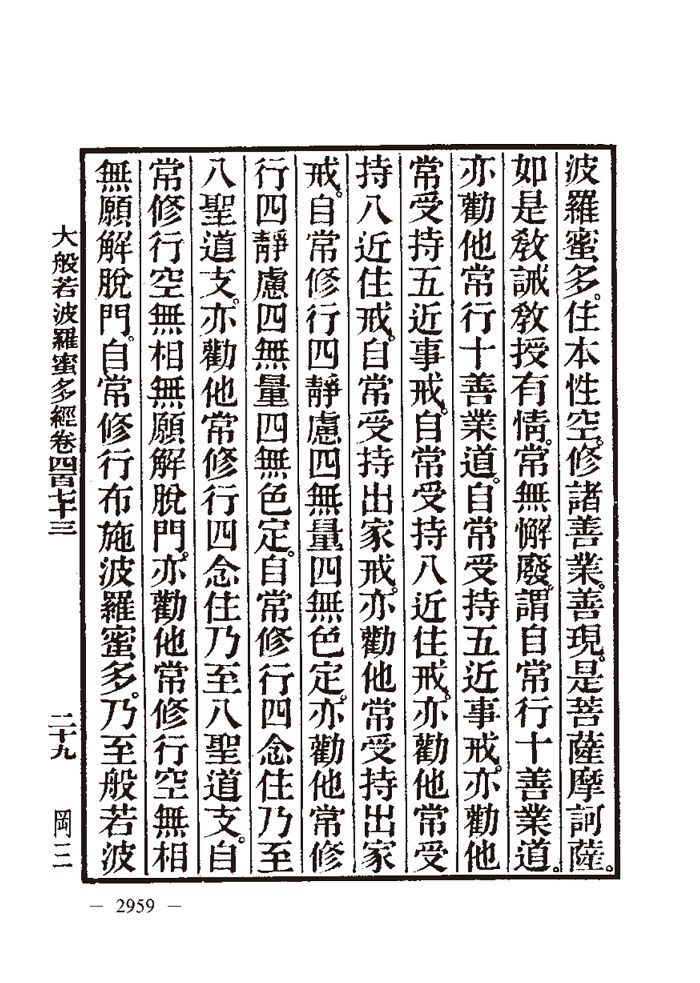 波羅蜜多。住本性空。修諸善業。善現。是菩薩摩訶薩。
如是教誡教授有情。常無懈廢。謂自常行十善業道。
亦勸他常行十善業道。自常受持五近事戒。亦勸他
常受持五近事戒。自常受持八近住戒。亦勸他常受
持八近住戒。自常受持出家戒。亦勸他常受持出家
戒。自常修行四靜慮四無量四無色定。亦勸他常修
行四靜慮四無量四無色定。自常修行四念住乃至
八聖道支。亦勸他常修行四念住乃至八聖道支。自
常修行空無相無願解脫門。亦勸他常修行空無相
無願解脫門。自常修行布施波羅蜜多。乃至般若波
大般若波羅蜜多經卷四百七十三
二十九
岡三
— 2959 —